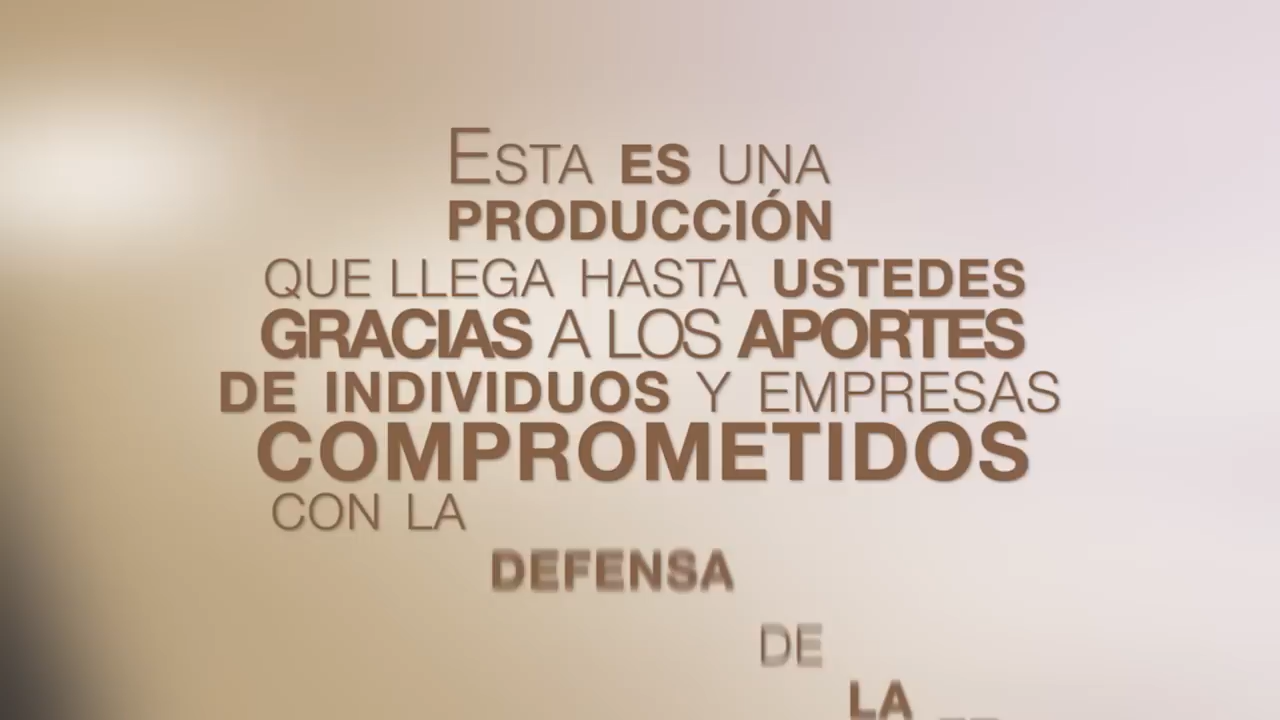 ESTA ES UNA
PRODUCCIÓN
QUE LLEGA HASTA USTEDES
GRACIAS A LOS APORTES
DE INDIVIDUOS Y EMPRESAS
COMPROMETIDOS
CON LA
DEFENSA
DE
LA